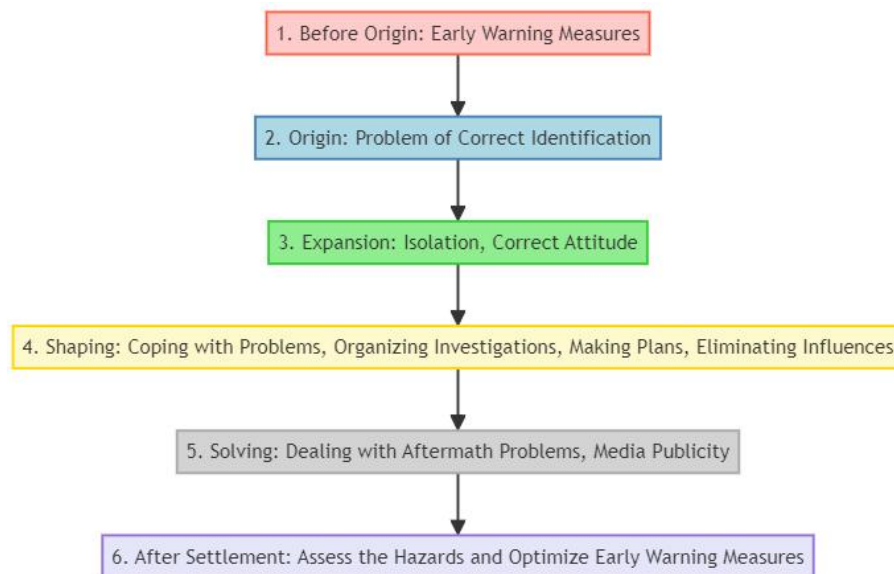 1. Before Origin: Early Warning Measures
2. Origin: Problem of Correct Identification
3. Expansion: Isolation, Correct Attitude
4. Shaping: Coping with Problems, Organizing Investigations, Making Plans, Eliminating Influences
5. Solving: Dealing with Aftermath Problems, Media Publicity
6. After Settlement: Assess the Hazards and Optimize Early Warning Measures